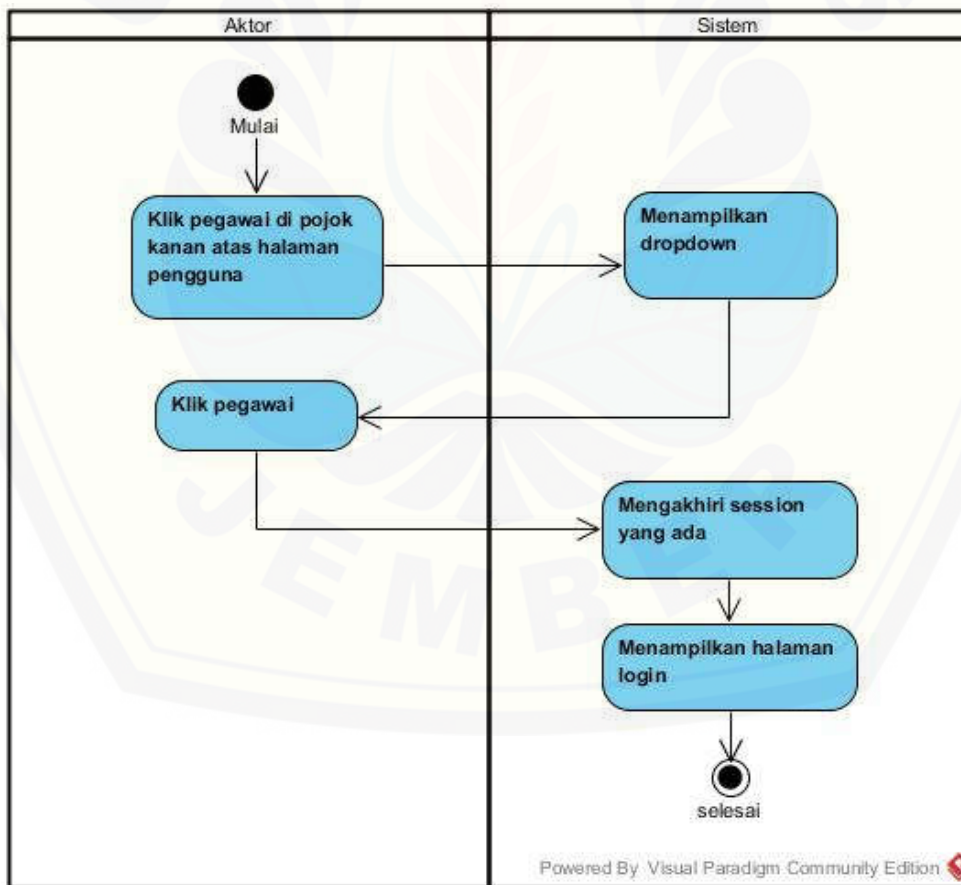 Aktor
Sistem
Mulai
Klik pegawai di pojok
kanan atas halaman
pengguna
Menampilkan
dropdown
Klik pegawai
Mengakhiri session
yang ada
Menampilkan halaman
login
selesai
JEMBER
Powered By Visual Paradigm Community Edition